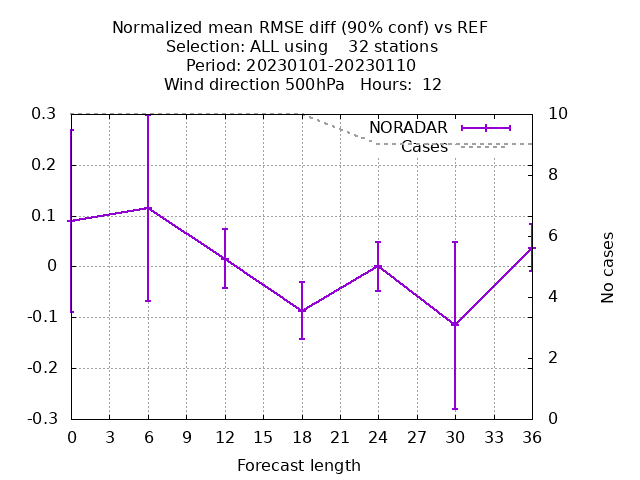 Normalized mean RMSE diff (90% conf) vs REF
Selection: ALL using    32 stations
Period: 20230101-20230110
Wind direction 500hPa   Hours:  12
NORADAR
Cases
0.3
0.2
0.1
0
-0.1
-0.2
-0.3
10
8
6
4
2
0
No cases
0 3 6 9 12 15 18 21 24 27 30 33 36
Forecast length